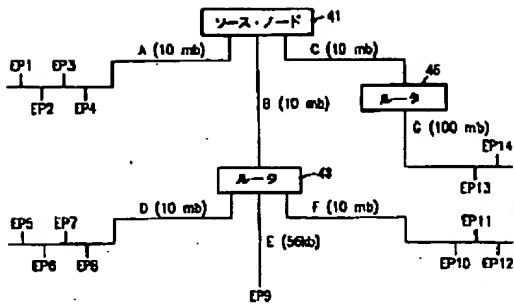 ソース・ノード
41
A (10 mb)
C (10 mb)
EP1
EP3
EP2
EP4
45
ルータ
B (10 mb)
G (100 mb)
EP14
EP13
ルータ
43
D (10 mb)
F (10 mb)
EP5
EP7
E (56kb)
EP11
EP6
EP8
EP10
EP12
EP9